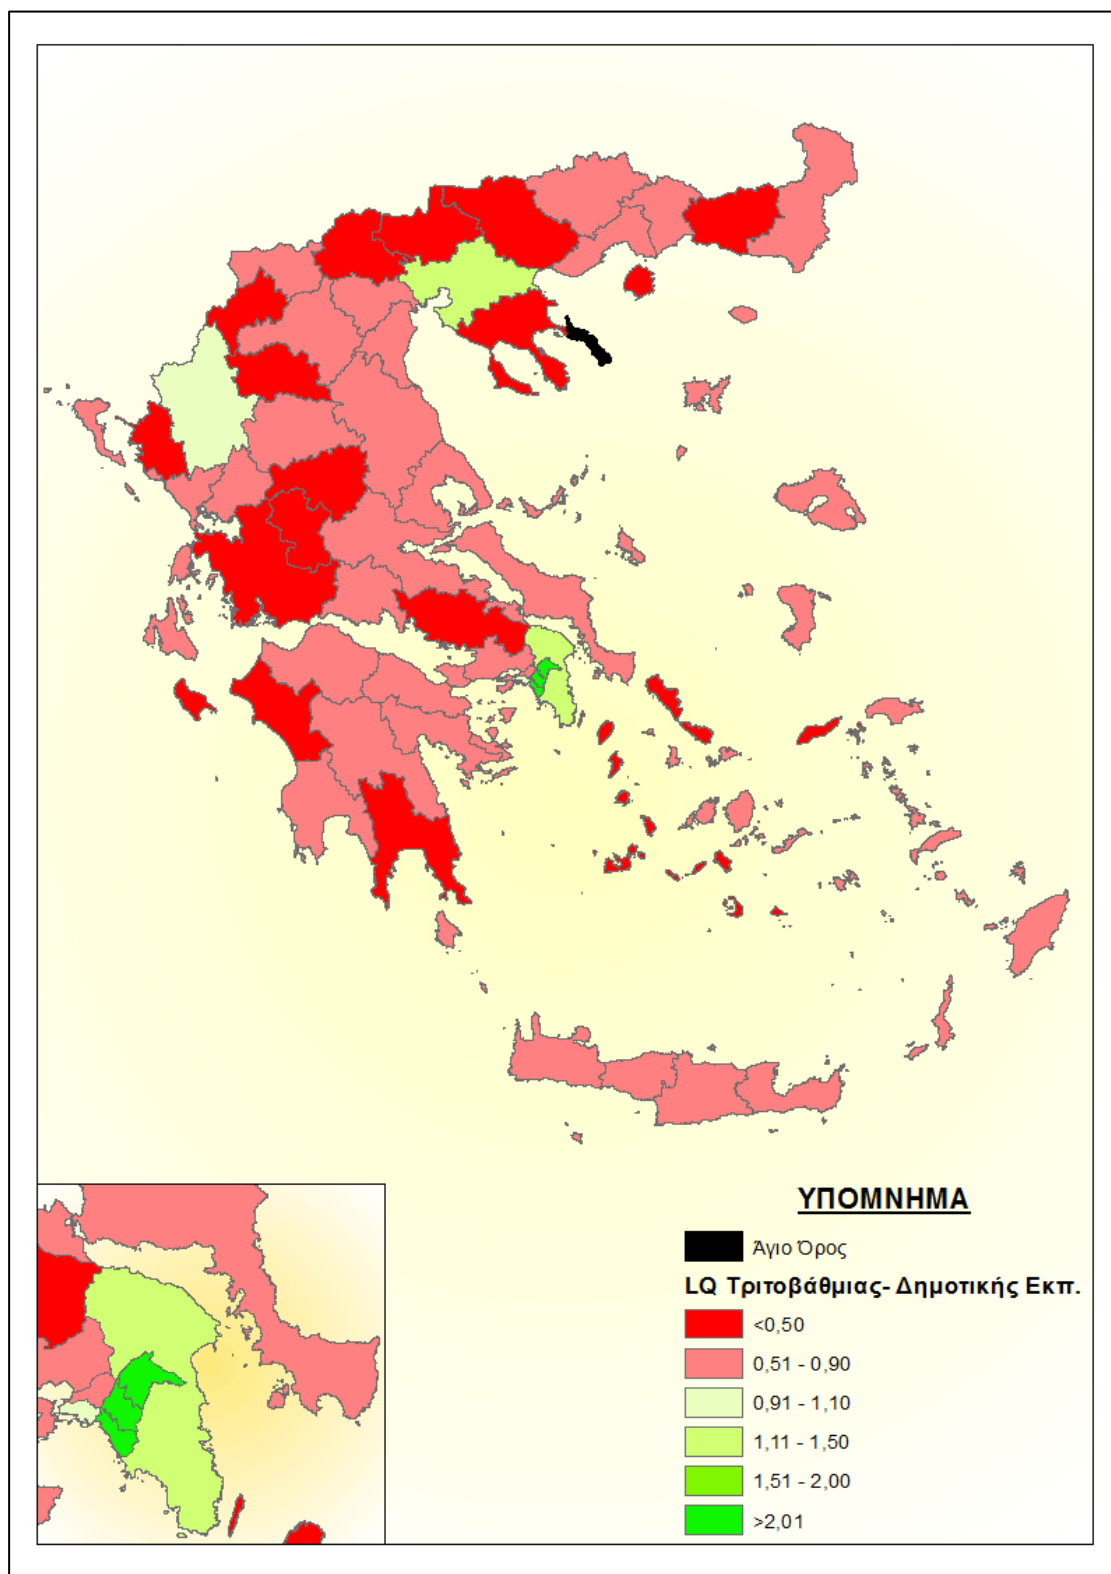 ΥΠΟΜΝΗΜΑ
Άγιο Όρος
LQ Τριτοβάθμιας- Δημοτικής Εκπ.
<0,50
0,51 - 0,90
0,91 - 1,10
1,11 - 1,50
1,51 - 2,00
>2,01